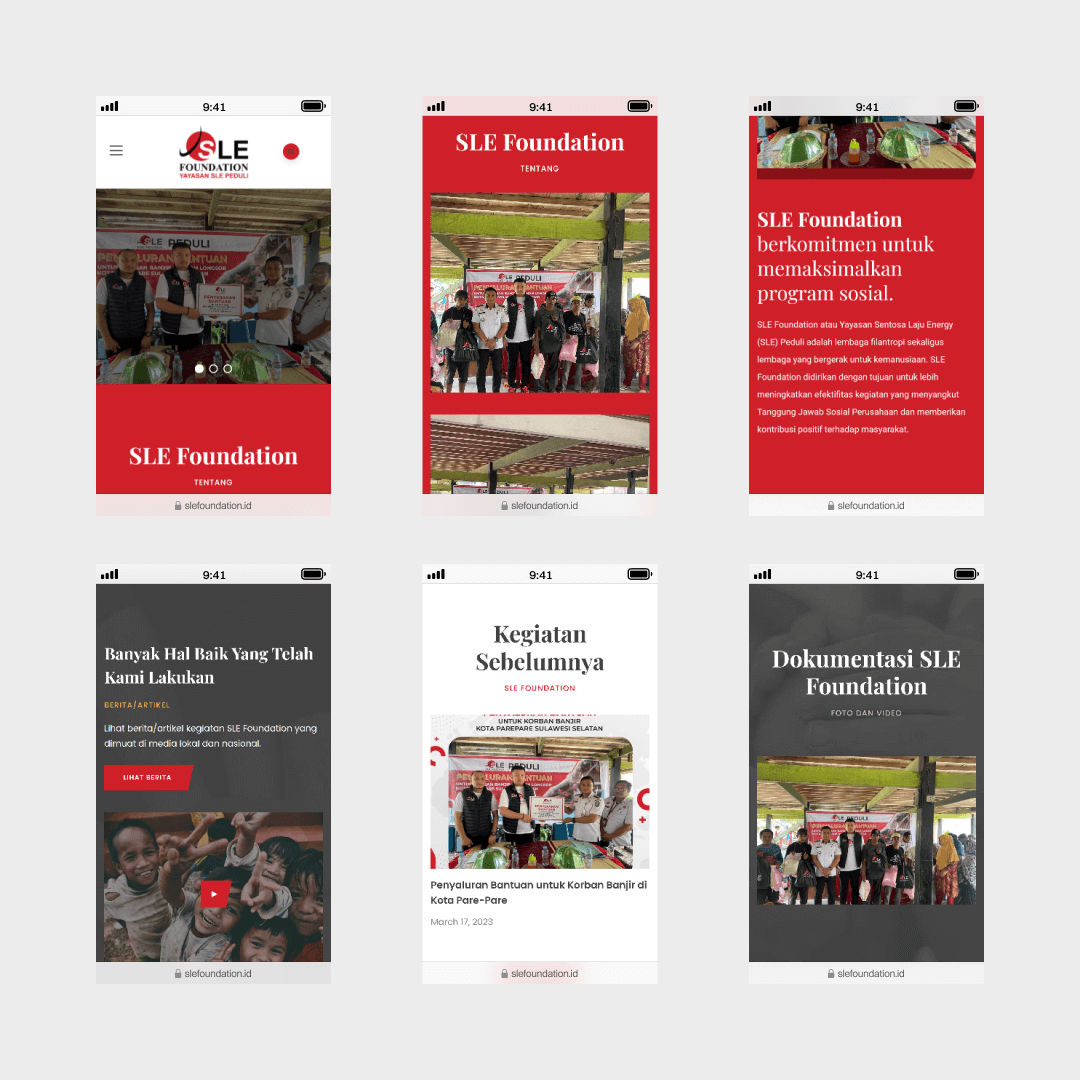 9:41
SLE
FOUNDATION
YAYASAN SLE PEDULI
SLE PEDULI
PENYALURAN BANTUAN
SLE Foundation
TENTANG
slefoundation.id
9:41
SLE Foundation
TENTANG
SLE PEDULI
PENYALURAN BANTUAN
slefoundation.id
9:41
SLE Foundation
berkomitmen untuk
memaksimalkan
program sosial.
SLE Foundation atau Yayasan Sentosa Laju Energy
(SLE) Peduli adalah lembaga filantropi sekaligus
lembaga yang bergerak untuk kemanusiaan. SLE
Foundation didirikan dengan tujuan untuk lebih
meningkatkan efektifitas kegiatan yang menyangkut
Tanggung Jawab Sosial Perusahaan dan memberikan
kontribusi positif terhadap masyarakat.
slefoundation.id
9:41
Banyak Hal Baik Yang Telah
Kami Lakukan
BERITA/ARTIKEL
Lihat berita/artikel kegiatan SLE Foundation yang
dimuat di media lokal dan nasional.
LIHAT BERITA
slefoundation.id
9:41
Kegiatan
Sebelumnya
SLE FOUNDATION
UNTUK KORBAN BANJIR
KOTA PAREPARE SULAWESI SELATAN
SLE PEDULI
PENYALURAN BANTUAN
Penyaluran Bantuan untuk Korban Banjir di
Kota Pare-Pare
March 17, 2023
slefoundation.id
9:41
Dokumentasi SLE
Foundation
FOTO DAN VIDEO
slefoundation.id